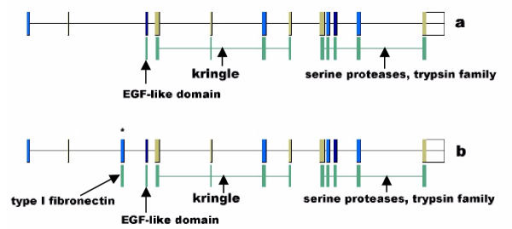 a
kringle
serine proteases, trypsin family
EGF-like domain
*
b
type I fibronectin
kringle
serine proteases, trypsin family
EGF-like domain